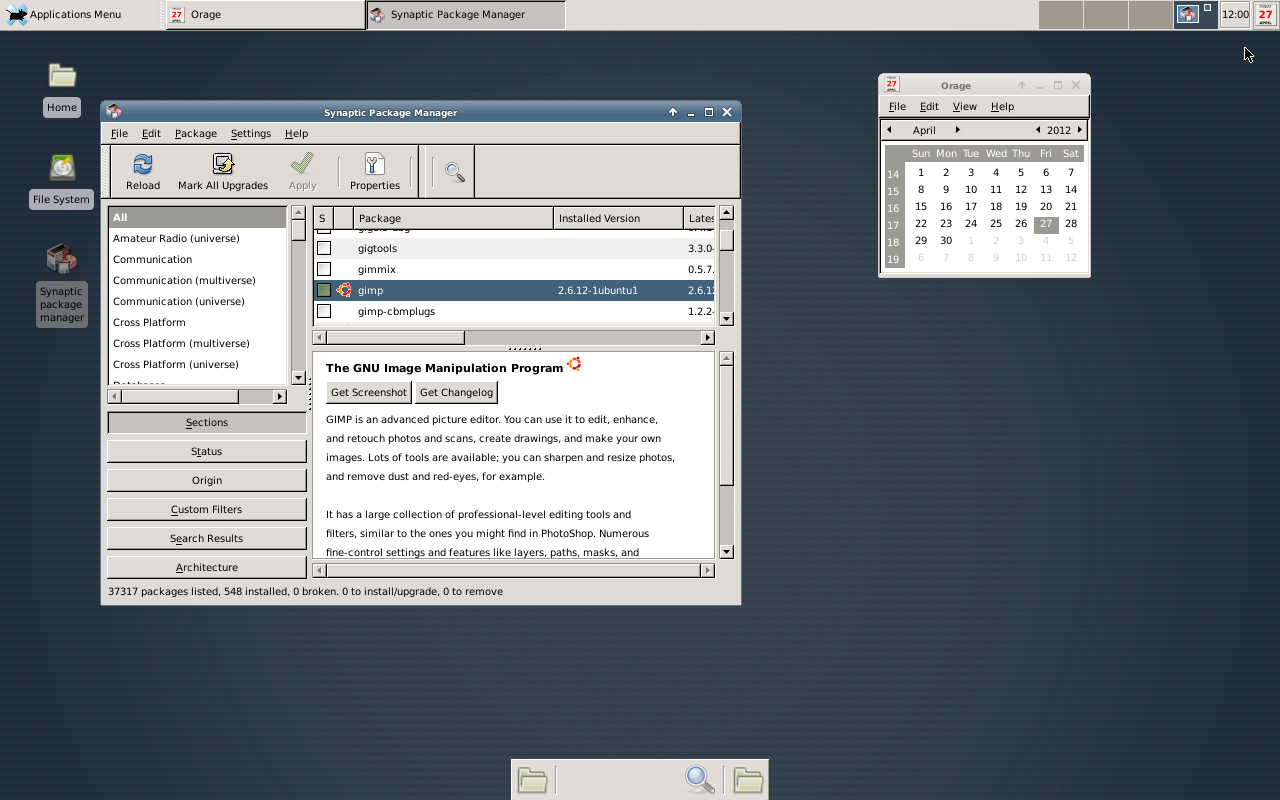 Applications Menu
Orage
Synaptic Package Manager
12:00
FRIDAY
27
APRIL
Home
File System
Synaptic
package
manager
Synaptic Package Manager
File Edit Package Settings Help
Reload
Mark All Upgrades
Apply
Properties
All
Amateur Radio (universe)
Communication
Communication (multiverse)
Communication (universe)
Cross Platform
Cross Platform (multiverse)
Cross Platform (universe)
Sections
Status
Origin
Custom Filters
Search Results
Architecture
S Package Installed Version
gigtools 3.3.0-
gimmix 0.5.7.
gimp 2.6.12-1ubuntu1 2.6.1
gimp-cbmplugs 1.2.2-
The GNU Image Manipulation Program
Get Screenshot Get Changelog
GIMP is an advanced picture editor. You can use it to edit, enhance,
and retouch photos and scans, create drawings, and make your own
images. Lots of tools are available; you can sharpen and resize photos,
and remove dust and red-eyes, for example.
It has a large collection of professional-level editing tools and
filters, similar to the ones you might find in PhotoShop. Numerous
fine-control settings and features like layers, paths, masks, and
37317 packages listed, 548 installed, 0 broken. 0 to install/upgrade, 0 to remove
Orage
File Edit View Help
April 2012
Sun Mon Tue Wed Thu Fri Sat
14 1 2 3 4 5 6 7
15 8 9 10 11 12 13 14
16 15 16 17 18 19 20 21
17 22 23 24 25 26 27 28
18 29 30 1 2 3 4 5
19 6 7 8 9 10 11 12